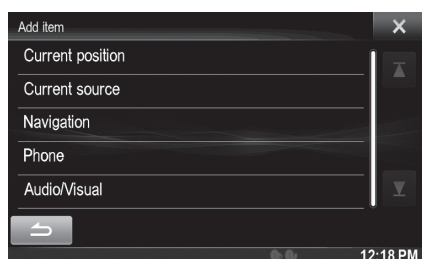 Add item
Current position
Current source
Navigation
Phone
Audio/Visual
12:18 PM